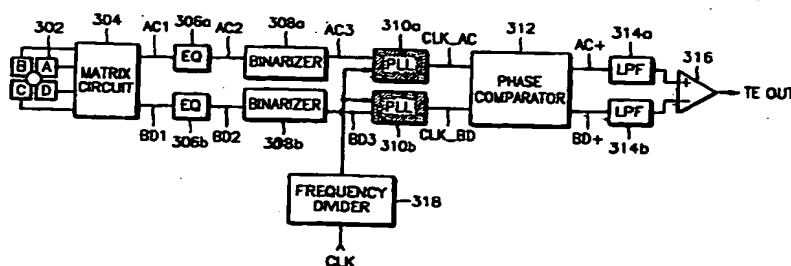 302 304 AC1 306a AC2 308a AC3 310a CLK_AC 312 AC+ 314a 316
B A
C D
MATRIX
CIRCUIT
EQ
BINARIZER
PLL
PHASE
COMPARATOR
LPF
+
-
TE OUT
EQ
BINARIZER
PLL
LPF
BD1 306b BD2 308b BD3 310b CLK_BD BD+ 314b
FREQUENCY
DIVIDER
318
CLK